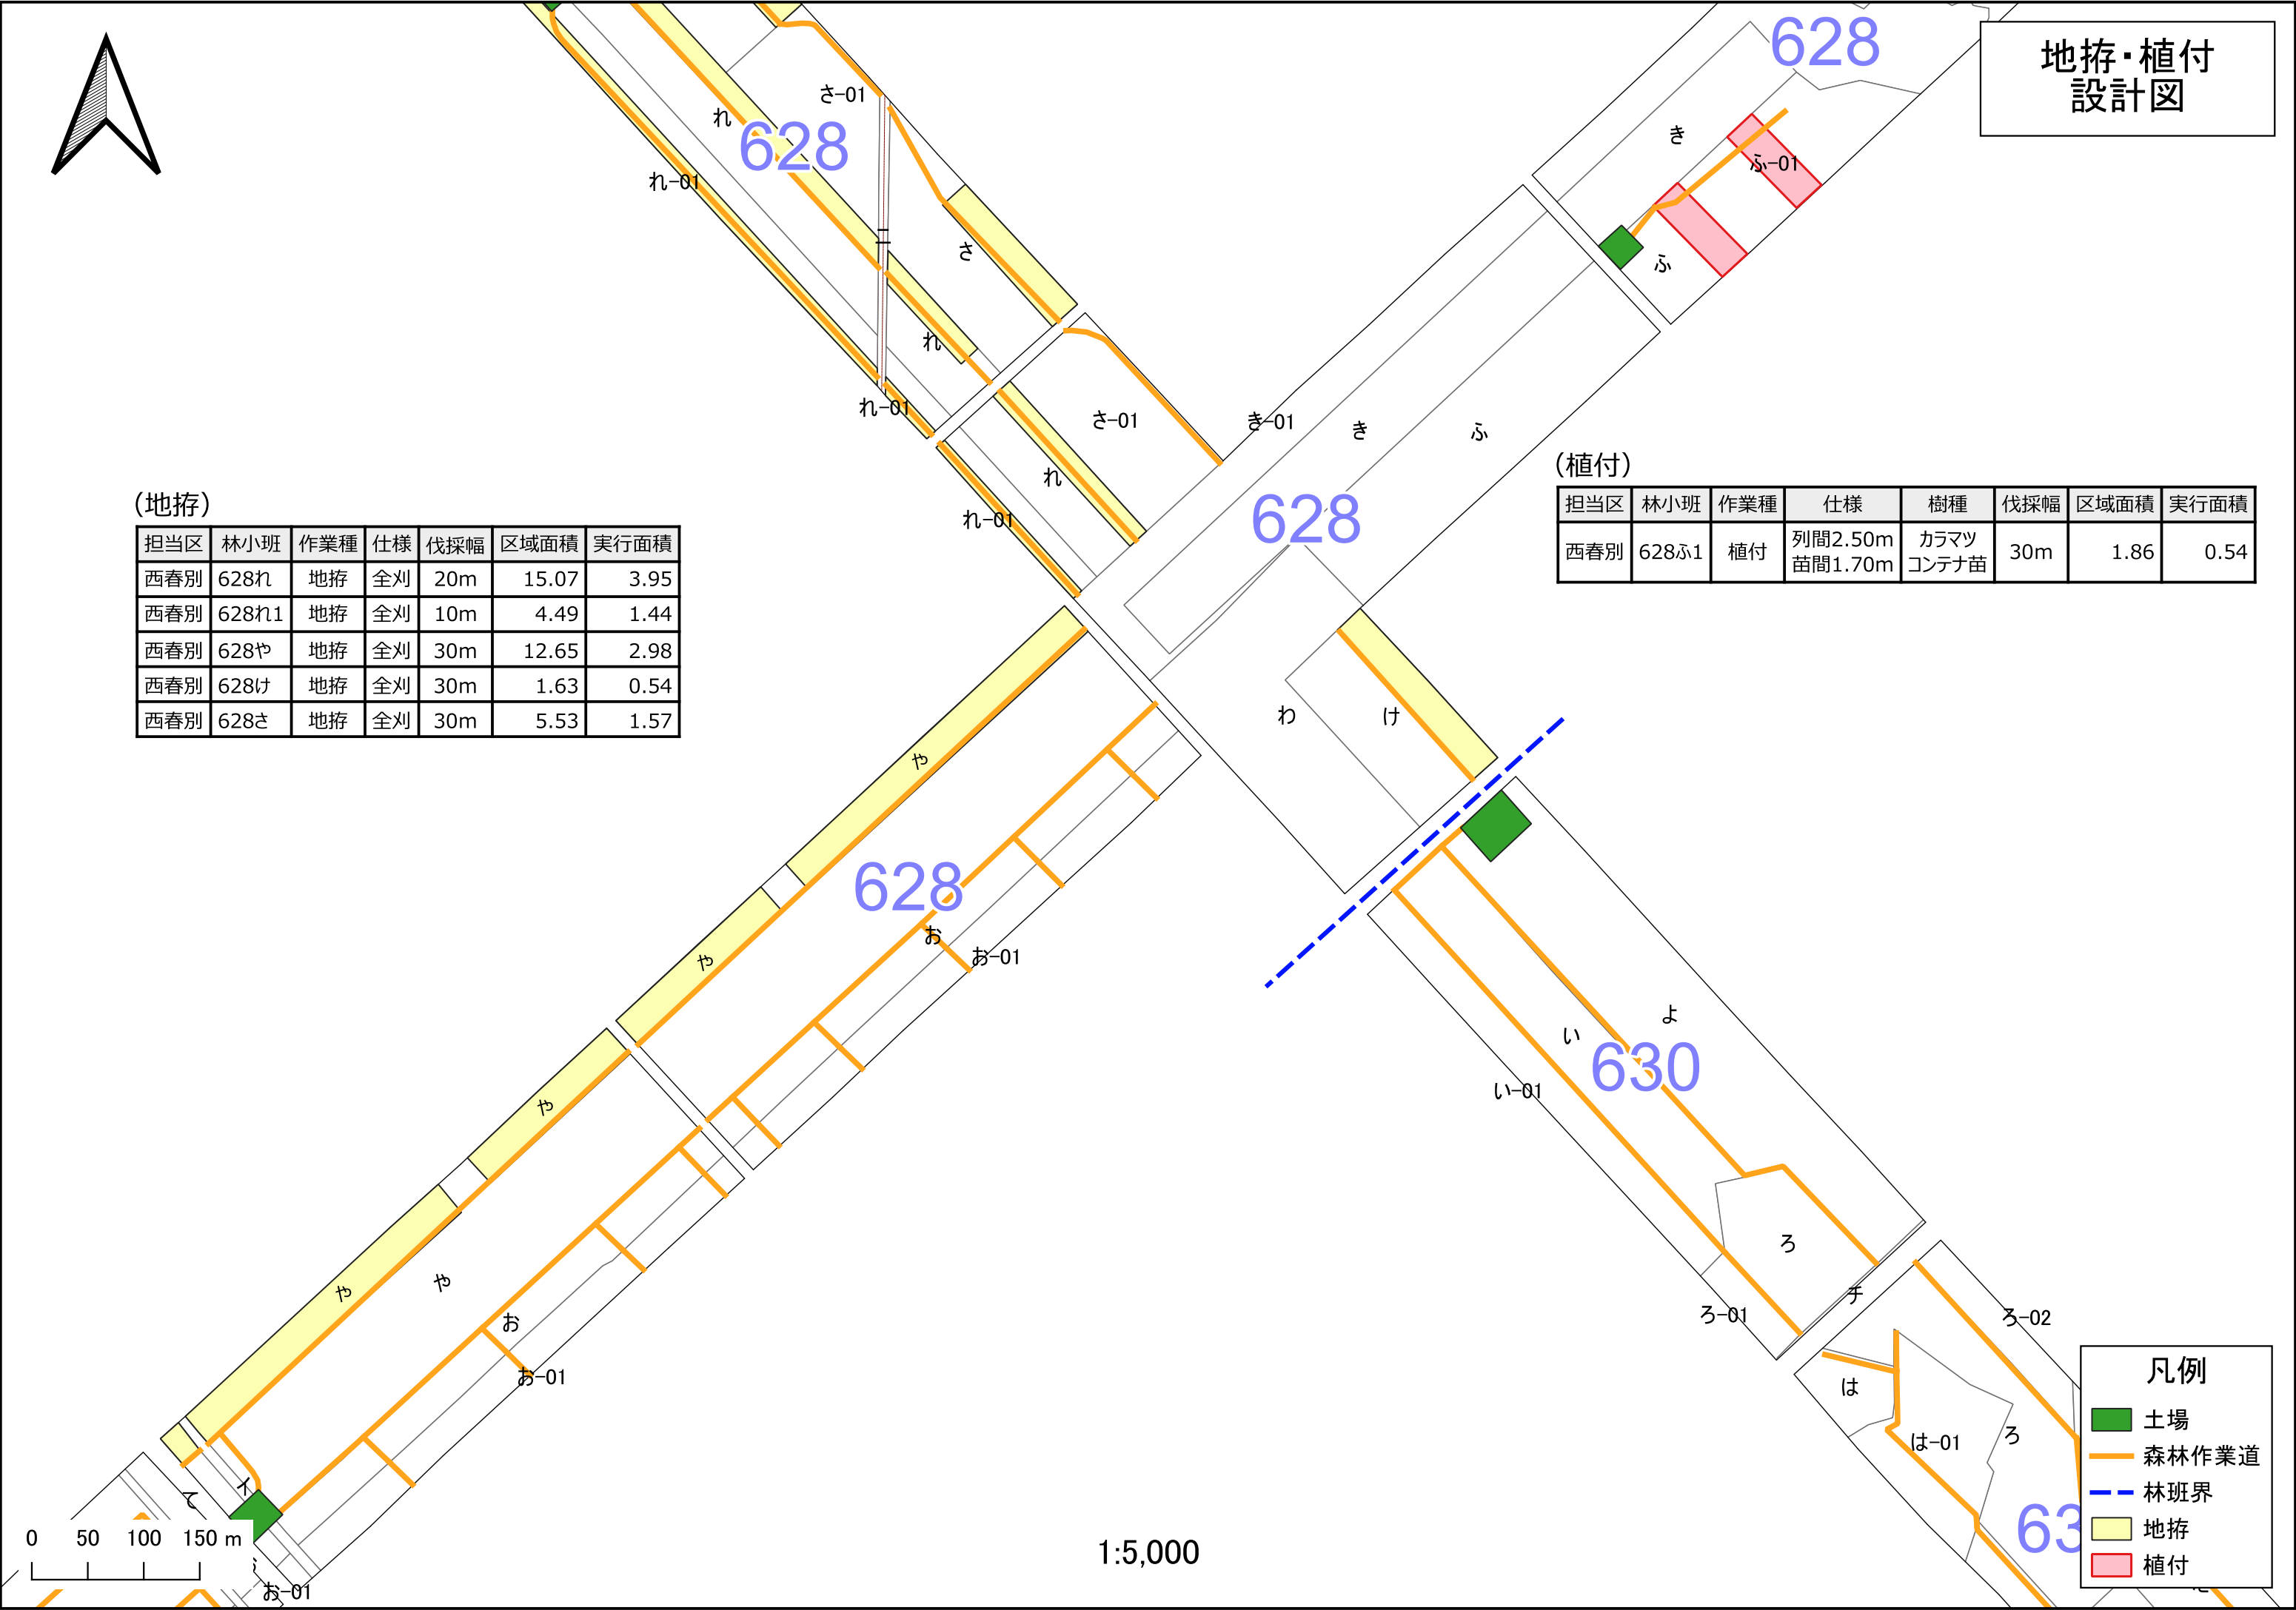 地拵・植付
設計図
628
628
628
628
630
63
さ-01
れ
れ-01
さ
ニ
れ
れ-01
さ-01
れ
れ-01
き
ふ-01
ふ
き-01
き
ふ
わ
け
や
や
や
や
や
お
お-01
お
お-01
て
イ
お-01
よ
い
い-01
ろ
ろ-01
チ
ろ-02
は
は-01
ろ
(地拵)
担当区 林小班 作業種 仕様 伐採幅 区域面積 実行面積
西春別 628れ 地拵 全刈 20m 15.07 3.95
西春別 628れ1 地拵 全刈 10m 4.49 1.44
西春別 628や 地拵 全刈 30m 12.65 2.98
西春別 628け 地拵 全刈 30m 1.63 0.54
西春別 628さ 地拵 全刈 30m 5.53 1.57
(植付)
担当区 林小班 作業種 仕様 樹種 伐採幅 区域面積 実行面積
西春別 628ふ1 植付 列間2.50m 苗間1.70m カラマツ コンテナ苗 30m 1.86 0.54
凡例
土場
森林作業道
林班界
地拵
植付
0 50 100 150 m
1:5,000